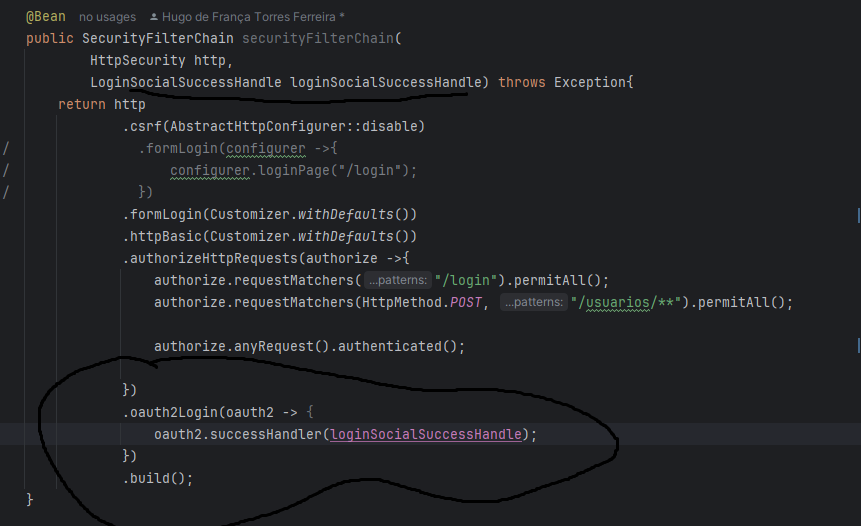 @Bean no usages Hugo de França Torres Ferreira *
public SecurityFilterChain securityFilterChain(
HttpSecurity http,
LoginSocialSuccessHandle loginSocialSuccessHandle) throws Exception{
return http
.csrf(AbstractHttpConfigurer::disable)
/ .formLogin(configurer ->{
/ configurer.loginPage("/login");
/ })
.formLogin(Customizer.withDefaults())
.httpBasic(Customizer.withDefaults())
.authorizeHttpRequests(authorize ->{
authorize.requestMatchers( ...patterns: "/login").permitAll();
authorize.requestMatchers(HttpMethod.POST, ...patterns: "/usuarios/**").permitAll();
authorize.anyRequest().authenticated();
})
.oauth2Login(oauth2 -> {
oauth2.successHandler(loginSocialSuccessHandle);
})
.build();
}